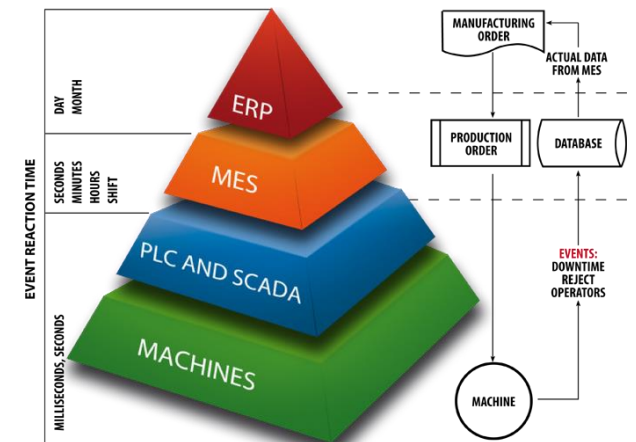 EVENT REACTION TIME
DAY
MONTH
SECONDS
MINUTES
HOURS
SHIFT
MILLISECONDS, SECONDS
ERP
MES
PLC AND SCADA
MACHINES
MANUFACTURING
ORDER
ACTUAL DATA
FROM MES
PRODUCTION
ORDER
DATABASE
EVENTS:
DOWNTIME
REJECT
OPERATORS
MACHINE